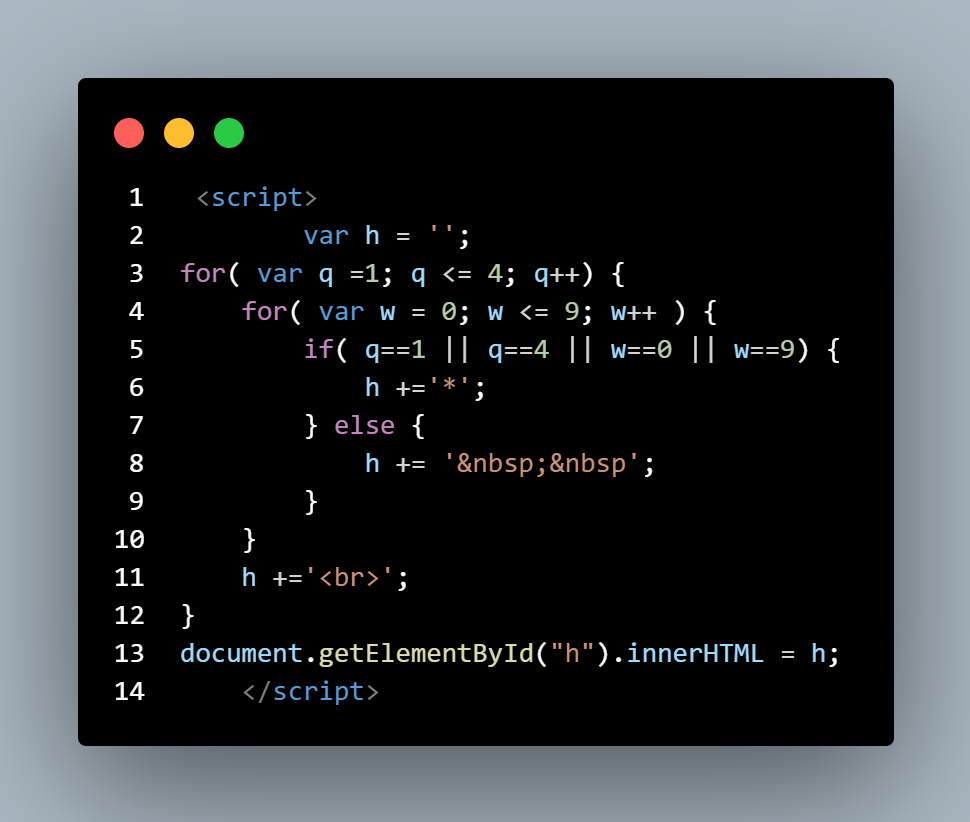 1 <script>
2 var h = '';
3 for( var q =1; q <= 4; q++) {
4 for( var w = 0; w <= 9; w++ ) {
5 if( q==1 || q==4 || w==0 || w==9) {
6 h +='*';
7 } else {
8 h += '&nbsp;&nbsp';
9 }
10 }
11 h +='<br>';
12 }
13 document.getElementById("h").innerHTML = h;
14 </script>